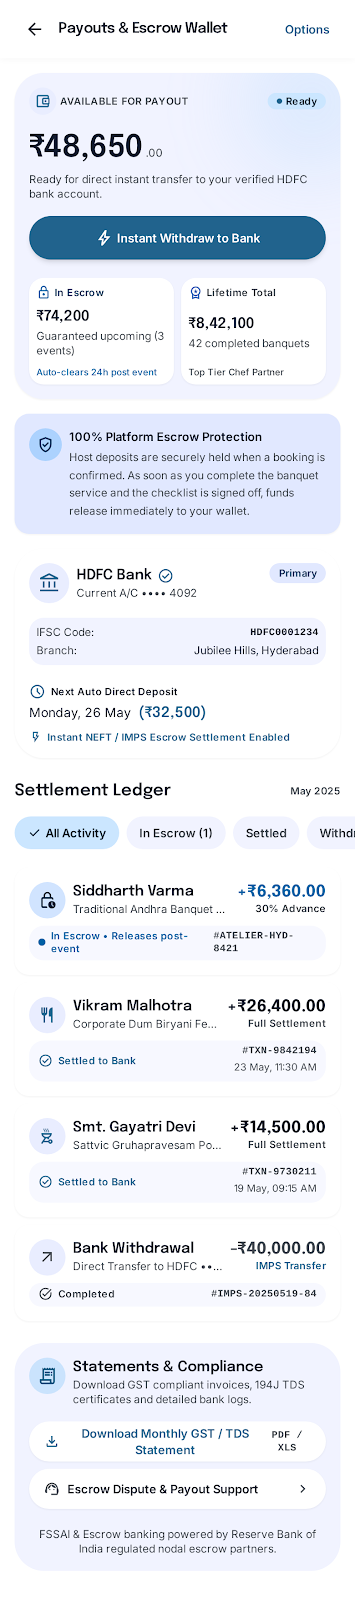 Payouts & Escrow Wallet
Options
AVAILABLE FOR PAYOUT
Ready
₹48,650 .00
Ready for direct instant transfer to your verified HDFC
bank account.
Instant Withdraw to Bank
In Escrow
₹74,200
Guaranteed upcoming (3
events)
Auto-clears 24h post event
Lifetime Total
₹8,42,100
42 completed banquets
Top Tier Chef Partner
100% Platform Escrow Protection
Host deposits are securely held when a booking is
confirmed. As soon as you complete the banquet
service and the checklist is signed off, funds
release immediately to your wallet.
HDFC Bank
Primary
Current A/C •••• 4092
IFSC Code: HDFC0001234
Branch: Jubilee Hills, Hyderabad
Next Auto Direct Deposit
Monday, 26 May (₹32,500)
Instant NEFT / IMPS Escrow Settlement Enabled
Settlement Ledger
May 2025
All Activity
In Escrow (1)
Settled
Withdr
Siddharth Varma
+₹6,360.00
Traditional Andhra Banquet ...
30% Advance
In Escrow • Releases post-
event
#ATELIER-HYD-
8421
Vikram Malhotra
+₹26,400.00
Corporate Dum Biryani Fe...
Full Settlement
Settled to Bank
#TXN-9842194
23 May, 11:30 AM
Smt. Gayatri Devi
+₹14,500.00
Sattvic Gruhapravesam Po...
Full Settlement
Settled to Bank
#TXN-9730211
19 May, 09:15 AM
Bank Withdrawal
-₹40,000.00
Direct Transfer to HDFC ••...
IMPS Transfer
Completed
#IMPS-20250519-84
Statements & Compliance
Download GST compliant invoices, 194J TDS
certificates and detailed bank logs.
Download Monthly GST / TDS
Statement
PDF /
XLS
Escrow Dispute & Payout Support
FSSAI & Escrow banking powered by Reserve Bank of
India regulated nodal escrow partners.